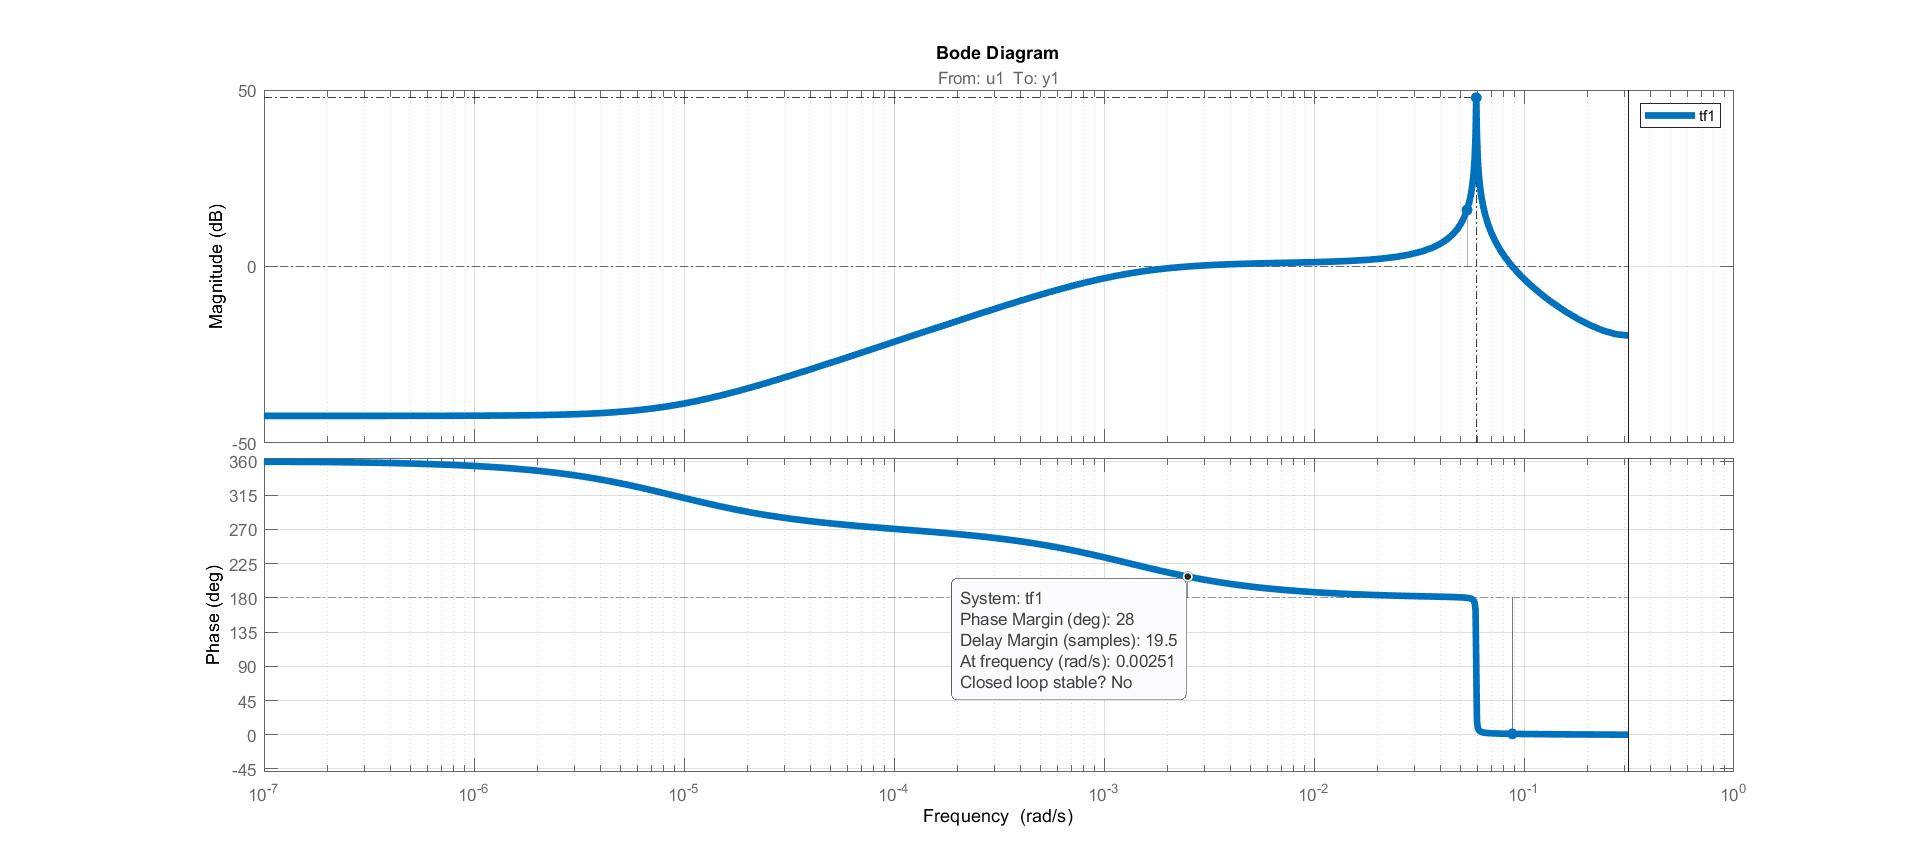 Bode Diagram
From: u1 To: y1
tf1
Magnitude (dB)
50
0
-50
Phase (deg)
360
315
270
225
180
135
90
45
0
-45
System: tf1
Phase Margin (deg): 28
Delay Margin (samples): 19.5
At frequency (rad/s): 0.00251
Closed loop stable? No
10^-7 10^-6 10^-5 10^-4 10^-3 10^-2 10^-1 10^0
Frequency (rad/s)